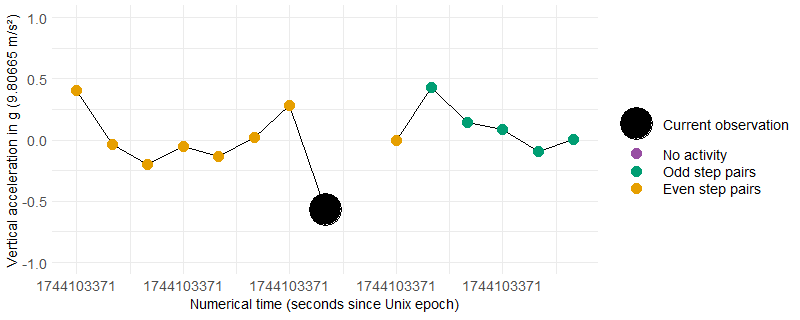 Vertical acceleration in g (9.80665 m/s²)
1.0
0.5
0.0
-0.5
-1.0
1744103371 1744103371 1744103371 1744103371 1744103371
Numerical time (seconds since Unix epoch)
Current observation
No activity
Odd step pairs
Even step pairs